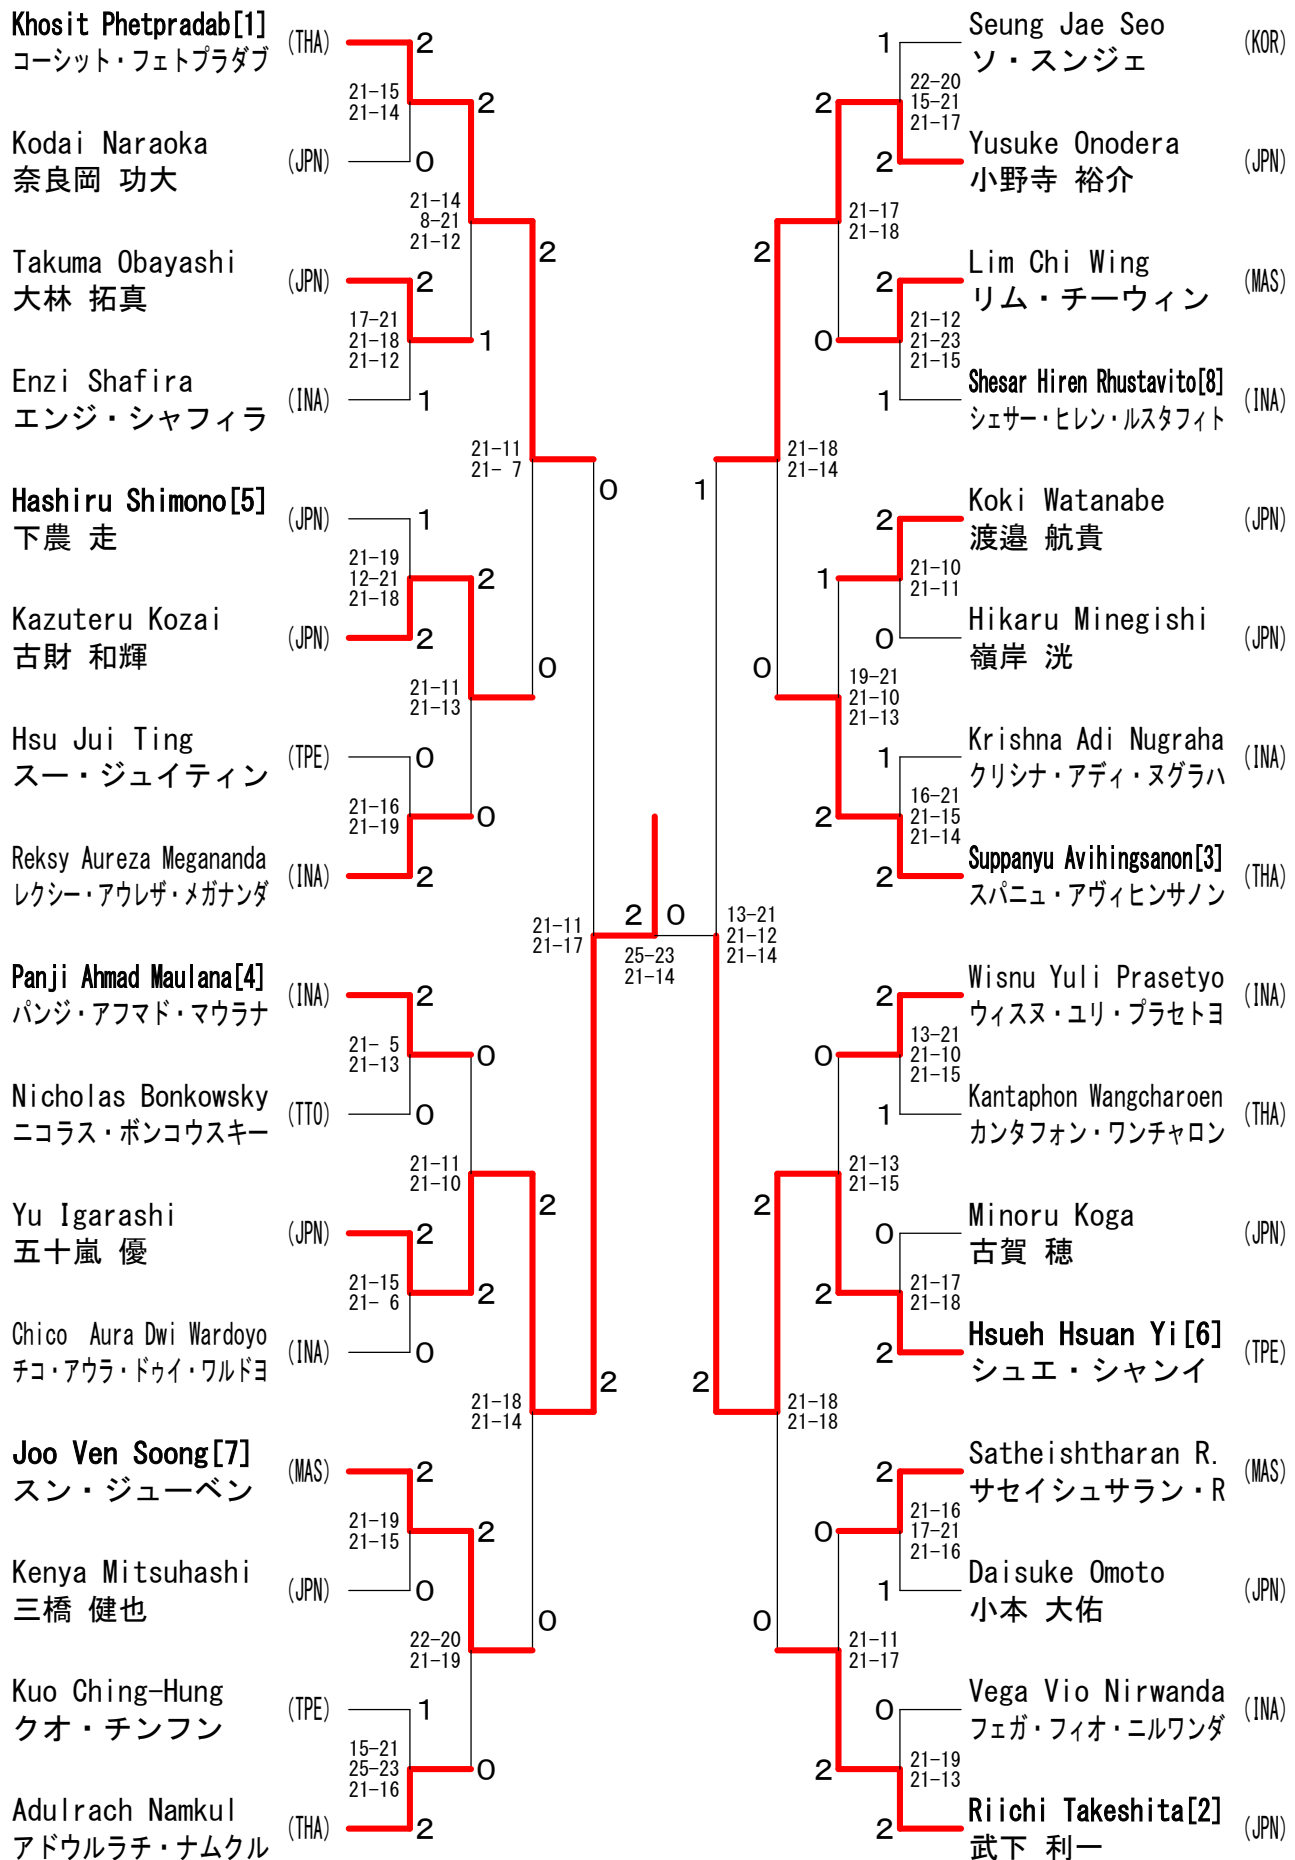 Khosit Phetpradab[1]
コーシット・フェトプラダブ
(THA)
2
21-15
21-14
2
Kodai Naraoka
奈良岡 功大
(JPN)
0
21-14
8-21
21-12
2
Takuma Obayashi
大林 拓真
(JPN)
2
17-21
21-18
21-12
1
Enzi Shafira
エンジ・シャフィラ
(INA)
1
21-11
21- 7
0
Hashiru Shimono[5]
下農 走
(JPN)
1
21-19
12-21
21-18
2
Kazuteru Kozai
古財 和輝
(JPN)
2
21-11
21-13
0
Hsu Jui Ting
スー・ジュイティン
(TPE)
0
21-16
21-19
0
Reksy Aureza Megananda
レクシー・アウレザ・メガナンダ
(INA)
2
21-11
21-17
2 0
25-23
21-14
Panji Ahmad Maulana[4]
パンジ・アフマド・マウラナ
(INA)
2
21- 5
21-13
0
Nicholas Bonkowsky
ニコラス・ボンコウスキー
(TTO)
0
21-11
21-10
2
Yu Igarashi
五十嵐 優
(JPN)
2
21-15
21- 6
2
Chico Aura Dwi Wardoyo
チコ・アウラ・ドゥイ・ワルドヨ
(INA)
0
21-18
21-14
2
Joo Ven Soong[7]
スン・ジューベン
(MAS)
2
21-19
21-15
2
Kenya Mitsuhashi
三橋 健也
(JPN)
0
22-20
21-19
0
Kuo Ching-Hung
クオ・チンフン
(TPE)
1
15-21
25-23
21-16
0
Adulrach Namkul
アドウルラチ・ナムクル
(THA)
2
1
Seung Jae Seo
ソ・スンジェ
(KOR)
2
22-20
15-21
21-17
2
Yusuke Onodera
小野寺 裕介
(JPN)
2
21-17
21-18
2
Lim Chi Wing
リム・チーウィン
(MAS)
0
21-12
21-23
21-15
1
Shesar Hiren Rhustavito[8]
シェサー・ヒレン・ルスタフィト
(INA)
1
21-18
21-14
2
Koki Watanabe
渡邉 航貴
(JPN)
1
21-10
21-11
0
Hikaru Minegishi
嶺岸 洸
(JPN)
0
19-21
21-10
21-13
1
Krishna Adi Nugraha
クリシナ・アディ・ヌグラハ
(INA)
2
16-21
21-15
21-14
2
Suppanyu Avihingsanon[3]
スパニュ・アヴィヒンサノン
(THA)
13-21
21-12
21-14
2
Wisnu Yuli Prasetyo
ウィスヌ・ユリ・プラセトヨ
(INA)
0
13-21
21-10
21-15
1
Kantaphon Wangcharoen
カンタフォン・ワンチャロン
(THA)
2
21-13
21-15
0
Minoru Koga
古賀 穂
(JPN)
2
21-17
21-18
2
Hsueh Hsuan Yi[6]
シュエ・シャンイ
(TPE)
2
21-18
21-18
2
Satheishtharan R.
サセイシュサラン・R
(MAS)
0
21-16
17-21
21-16
1
Daisuke Omoto
小本 大佑
(JPN)
0
21-11
21-17
0
Vega Vio Nirwanda
フェガ・フィオ・ニルワンダ
(INA)
2
21-19
21-13
2
Riichi Takeshita[2]
武下 利一
(JPN)